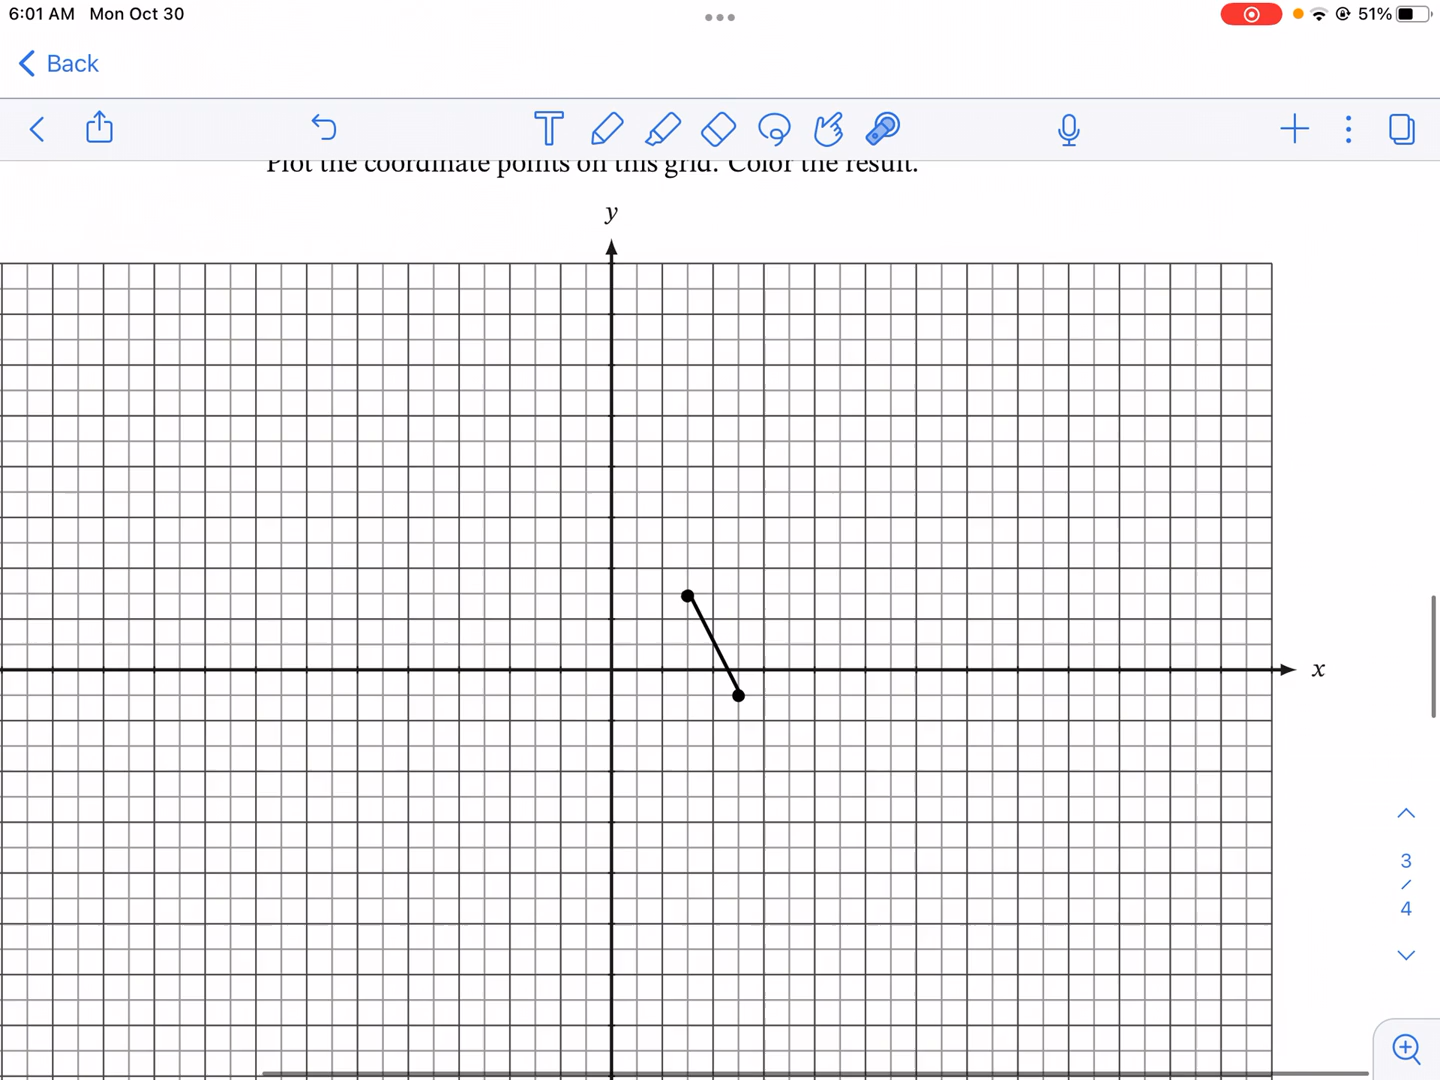 6:01 AM Mon Oct 30
51%
Back
Plot the coordinate points on this grid. Color the result.
y
x
3
/
4